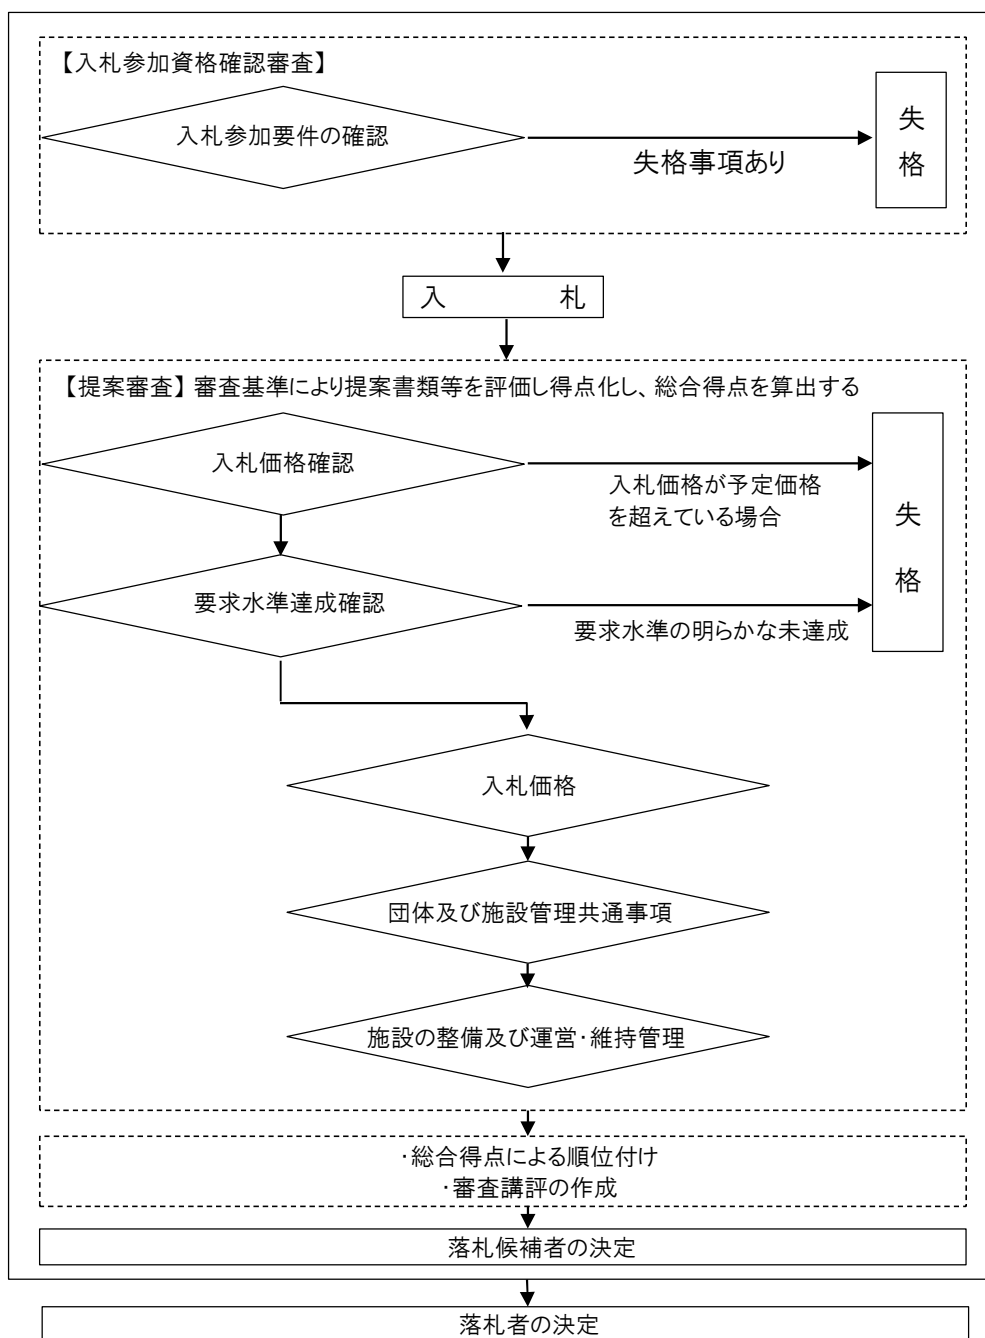 【入札参加資格確認審査】
入札参加要件の確認
失格事項あり
失
格
入　札
【提案審査】審査基準により提案書類等を評価し得点化し、総合得点を算出する
入札価格確認
入札価格が予定価格
を超えている場合
失
格
要求水準達成確認
要求水準の明らかな未達成
入札価格
団体及び施設管理共通事項
施設の整備及び運営・維持管理
・総合得点による順位付け
・審査講評の作成
落札候補者の決定
落札者の決定